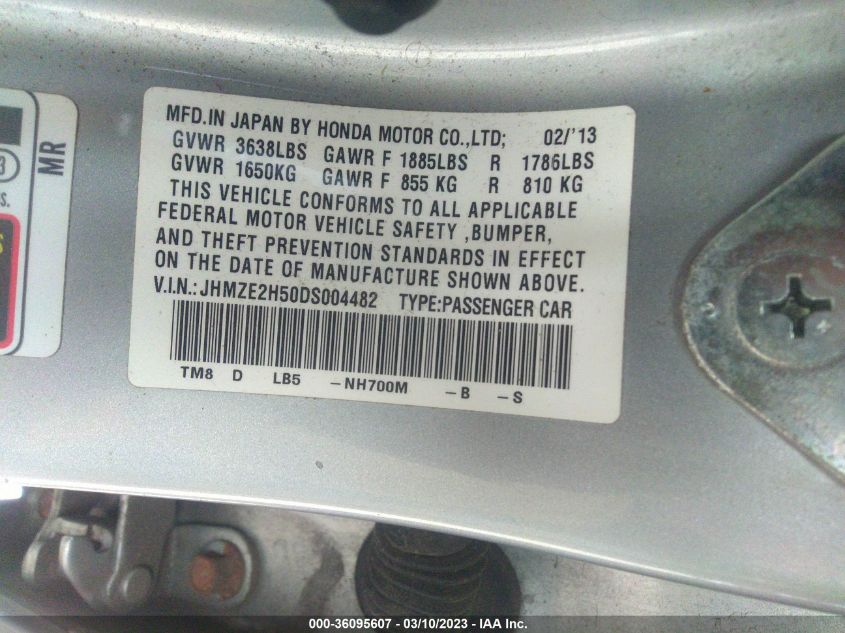 MFD.IN JAPAN BY HONDA MOTOR CO.,LTD; 02/'13
GVWR 3638LBS GAWR F 1885LBS R 1786LBS
GVWR 1650KG GAWR F 855 KG R 810 KG
THIS VEHICLE CONFORMS TO ALL APPLICABLE
FEDERAL MOTOR VEHICLE SAFETY ,BUMPER,
AND THEFT PREVENTION STANDARDS IN EFFECT
ON THE DATE OF MANUFACTURE SHOWN ABOVE.
V.I.N.:JHMZE2H50DS004482 TYPE:PASSENGER CAR
TM8 D LB5 -NH700M -B -S
MR
3
S.
S
000-36095607 - 03/10/2023 - IAA Inc.